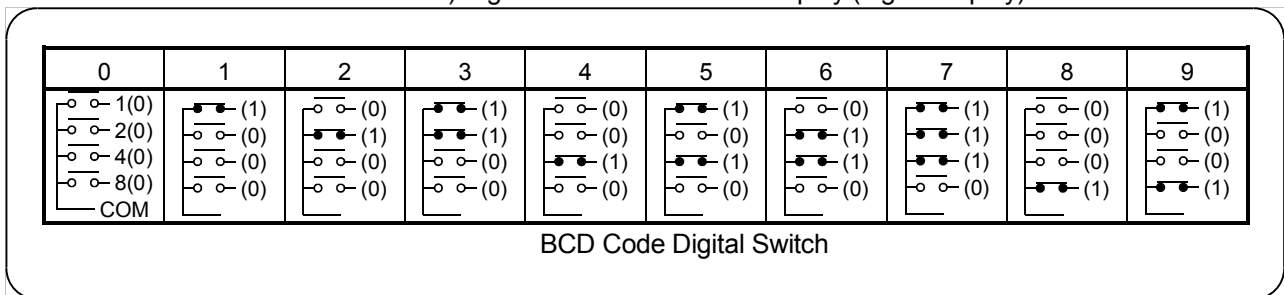 0 1 2 3 4 5 6 7 8 9
1(0) (1) (0) (1) (0) (1) (0) (1) (0) (1)
2(0) (0) (1) (1) (0) (0) (1) (1) (0) (0)
4(0) (0) (0) (0) (1) (1) (1) (1) (0) (0)
8(0) (0) (0) (0) (0) (0) (0) (0) (1) (1)
COM
BCD Code Digital Switch